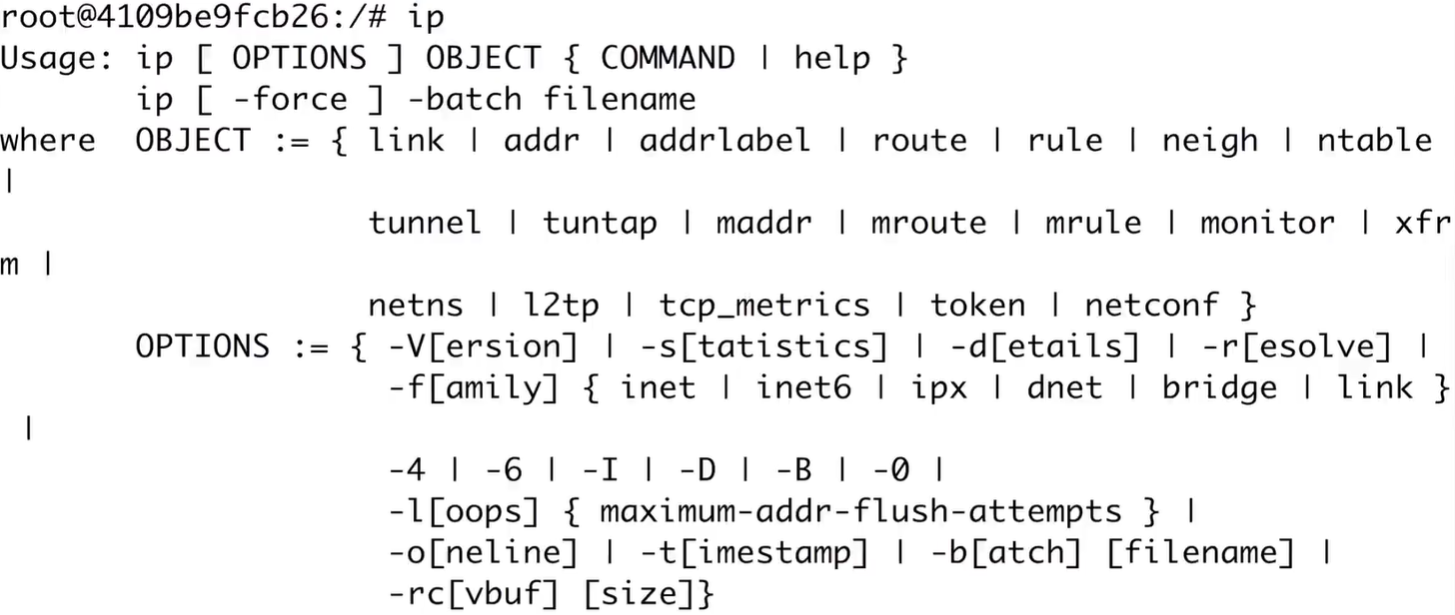 root@4109be9fcb26:/# ip
Usage: ip [ OPTIONS ] OBJECT { COMMAND | help }
       ip [ -force ] -batch filename
where  OBJECT := { link | addr | addrlabel | route | rule | neigh | ntable
|
                   tunnel | tuntap | maddr | mroute | mrule | monitor | xfr
m |
                   netns | l2tp | tcp_metrics | token | netconf }
       OPTIONS := { -V[ersion] | -s[tatistics] | -d[etails] | -r[esolve] |
                    -f[amily] { inet | inet6 | ipx | dnet | bridge | link }
 |
                    -4 | -6 | -I | -D | -B | -0 |
                    -l[oops] { maximum-addr-flush-attempts } |
                    -o[neline] | -t[imestamp] | -b[atch] [filename] |
                    -rc[vbuf] [size]}